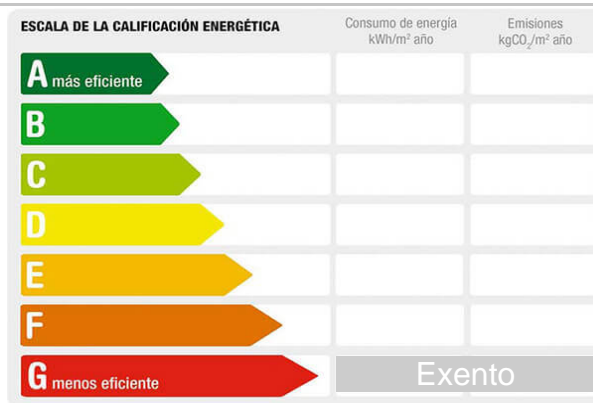 ESCALA DE LA CALIFICACIÓN ENERGÉTICA
Consumo de energía
kWh/m² año
Emisiones
kgCO₂/m² año
A más eficiente
B
C
D
E
F
G menos eficiente
Exento